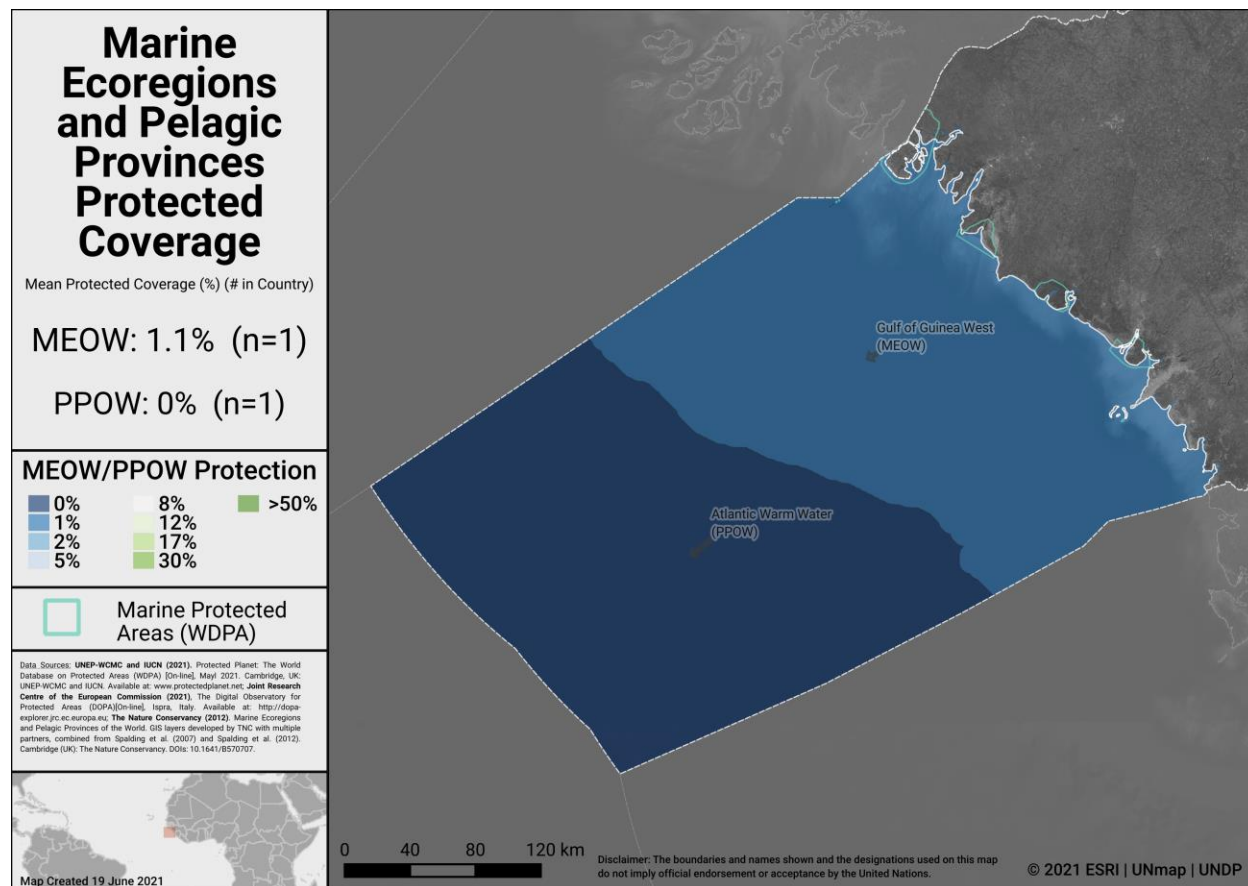 Marine
Ecoregions
and Pelagic
Provinces
Protected
Coverage
Mean Protected Coverage (%) (# in Country)
MEOW: 1.1% (n=1)
PPOW: 0% (n=1)
MEOW/PPOW Protection
0%
1%
2%
5%
8%
12%
17%
30%
>50%
Marine Protected
Areas (WDPA)
Data Sources: UNEP-WCMC and IUCN (2021). Protected Planet: The World
Database on Protected Areas (WDPA) [On-line], Mayl 2021. Cambridge, UK:
UNEP-WCMC and IUCN. Available at: www.protectedplanet.net; Joint Research
Centre of the European Commission (2021), The Digital Observatory for
Protected Areas (DOPA)[On-line], Ispra, Italy. Available at: http://dopa-
explorer.jrc.ec.europa.eu; The Nature Conservancy (2012). Marine Ecoregions
and Pelagic Provinces of the World. GIS layers developed by TNC with multiple
partners, combined from Spalding et al. (2007) and Spalding et al. (2012).
Cambridge (UK): The Nature Conservancy. DOIs: 10.1641/B570707.
Map Created 19 June 2021
Gulf of Guinea West
(MEOW)
Atlantic Warm Water
(PPOW)
0 40 80 120 km
Disclaimer: The boundaries and names shown and the designations used on this map
do not imply official endorsement or acceptance by the United Nations.
© 2021 ESRI | UNmap | UNDP